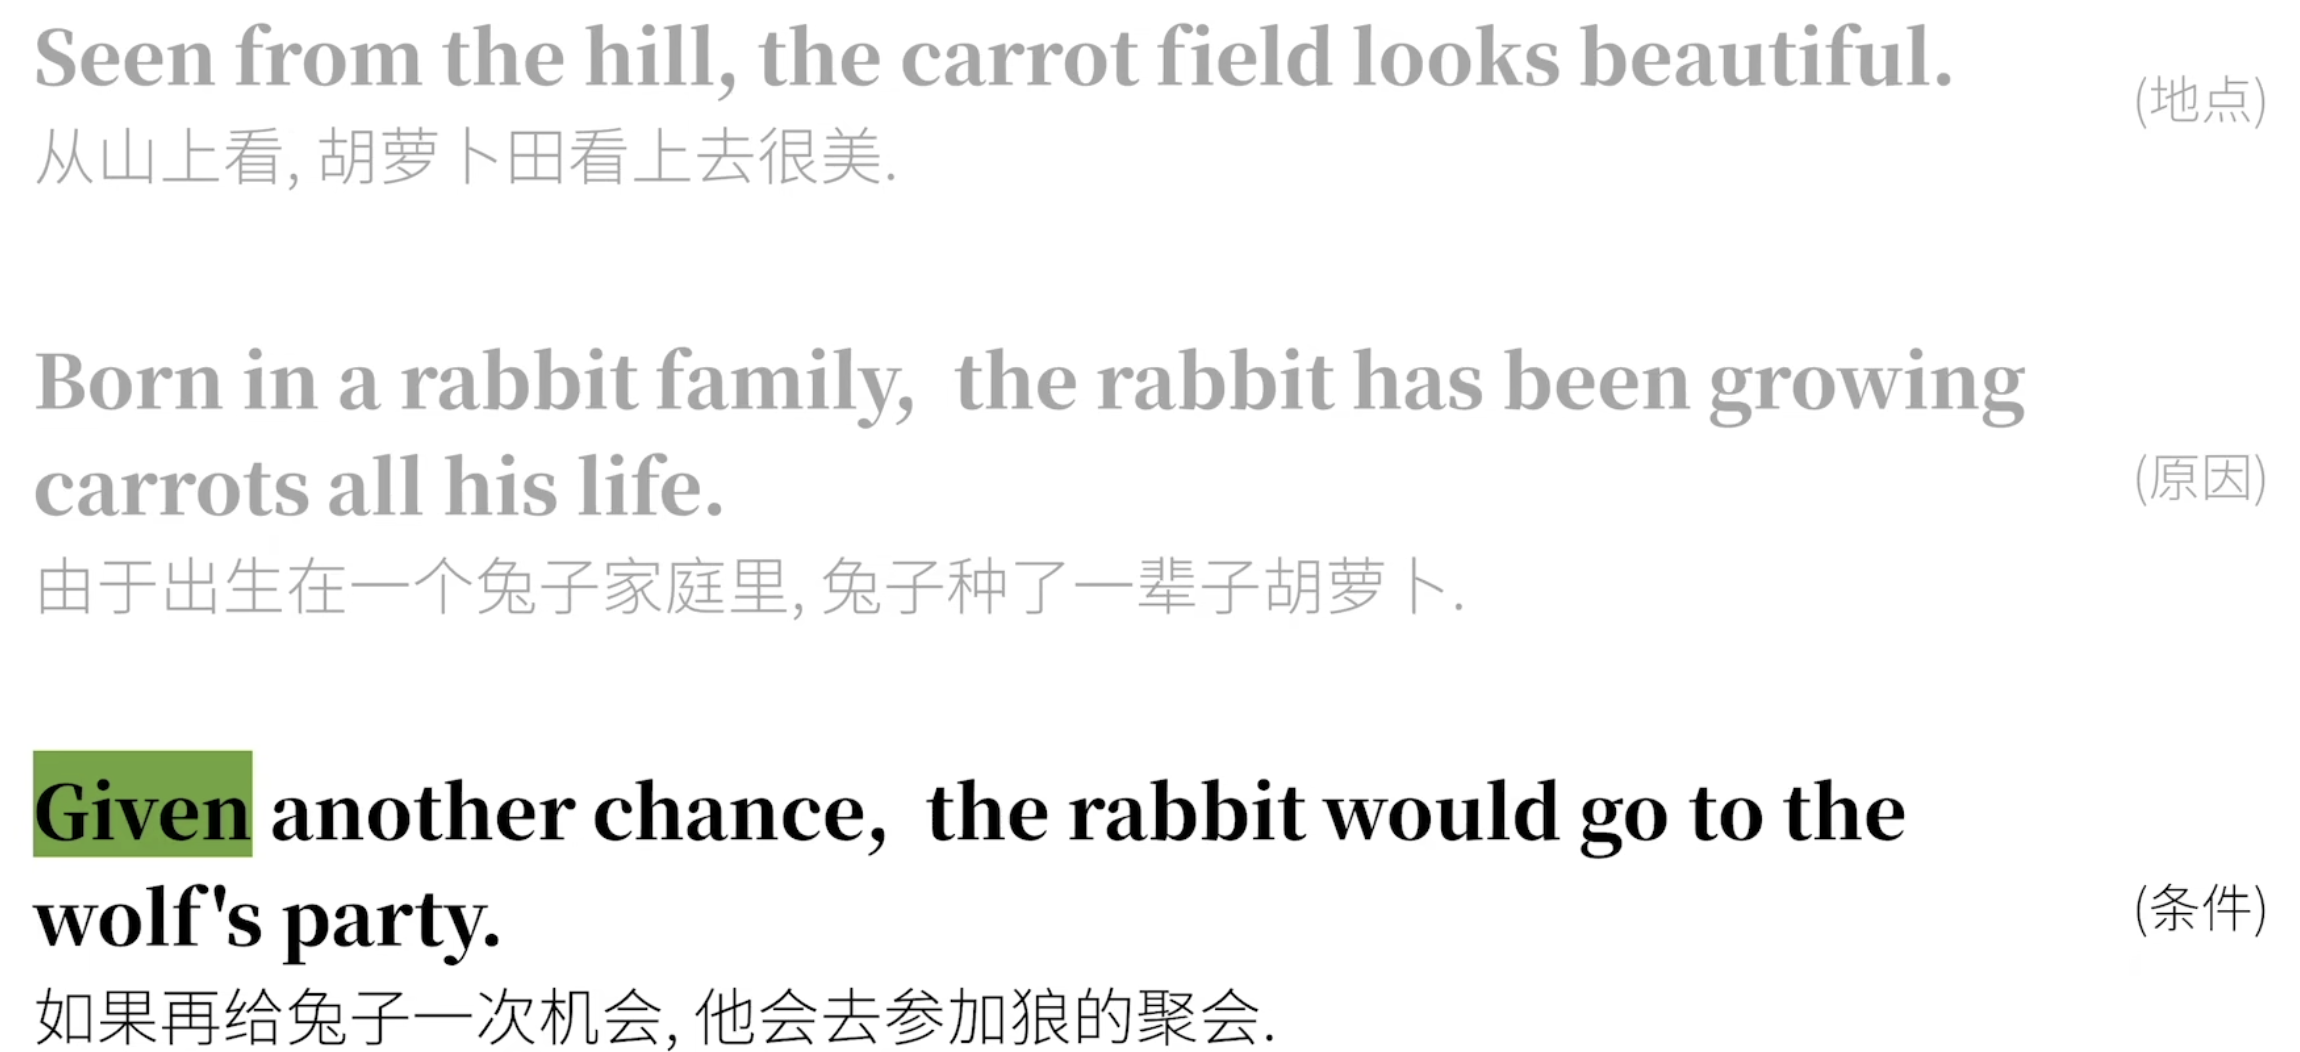 Seen from the hill, the carrot field looks beautiful.
(地点)
从山上看, 胡萝卜田看上去很美.
Born in a rabbit family, the rabbit has been growing
carrots all his life.
(原因)
由于出生在一个兔子家庭里, 兔子种了一辈子胡萝卜.
Given another chance, the rabbit would go to the
wolf's party.
(条件)
如果再给兔子一次机会, 他会去参加狼的聚会.